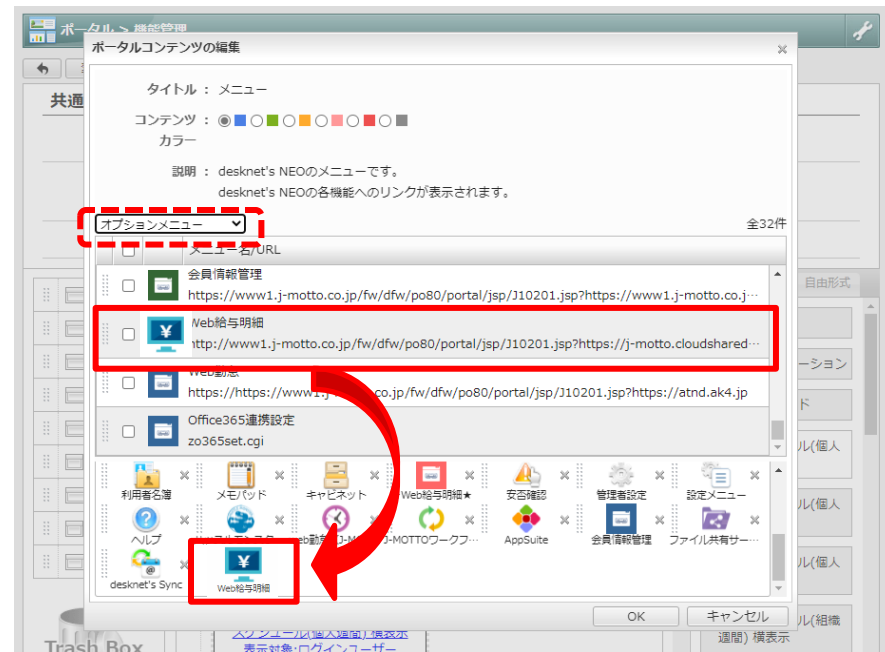 ポータル > 機能管理
ポータルコンテンツの編集
共通
タイトル : メニュー
コンテンツ :
カラー
説明 : desknet's NEOのメニューです。
desknet's NEOの各機能へのリンクが表示されます。
オプションメニュー
全32件
メニュー名/URL
会員情報管理
https://www1.j-motto.co.jp/fw/dfw/po80/portal/jsp/J10201.jsp?https://www1.j-motto.co.j…
Web給与明細
http://www1.j-motto.co.jp/fw/dfw/po80/portal/jsp/J10201.jsp?https://j-motto.cloudshared…
Web勤怠
https://https://www1.j-motto.co.jp/fw/dfw/po80/portal/jsp/J10201.jsp?https://atnd.ak4.jp
Office365連携設定
zo365set.cgi
自由形式
ーション
ド
ル(個人
ル(個人
ル(個人
ル(組織
週間) 横表示
利用者名簿 メモパッド キャビネット Web給与明細★ 安否確認 管理者設定 設定メニュー
ヘルプ J-MOTTOワークフ… AppSuite 会員情報管理 ファイル共有サー…
desknet's Sync Web給与明細
OK キャンセル
Trash Box
スケジュール(個人週間) 横表示
表示対象:ログインユーザー